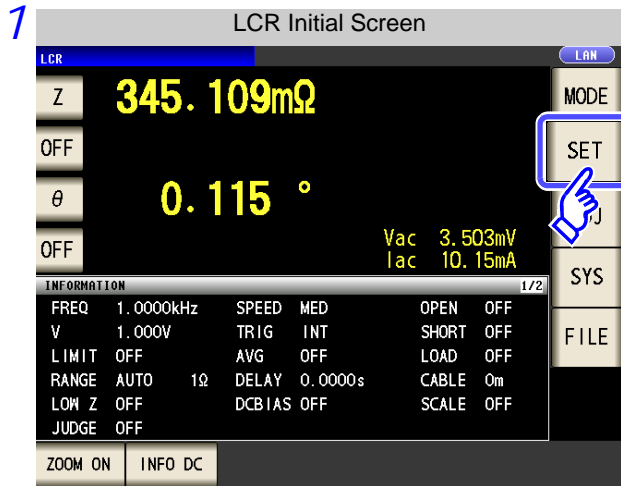 1
LCR Initial Screen
LCR
LAN
Z 345.109mΩ
MODE
OFF
SET
θ 0.115 °
OFF
Vac 3.503mV
Iac 10.15mA
SYS
INFORMATION 1/2
FREQ 1.0000kHz SPEED MED OPEN OFF
V 1.000V TRIG INT SHORT OFF
FILE
LIMIT OFF AVG OFF LOAD OFF
RANGE AUTO 1Ω DELAY 0.0000s CABLE 0m
LOW Z OFF DCBIAS OFF SCALE OFF
JUDGE OFF
ZOOM ON INFO DC